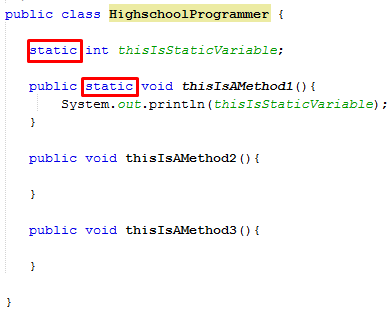 public class HighschoolProgrammer {
static int thisIsStaticVariable;
public static void thisIsAMethod1(){
System.out.println(thisIsStaticVariable);
}
public void thisIsAMethod2(){
}
public void thisIsAMethod3(){
}
}